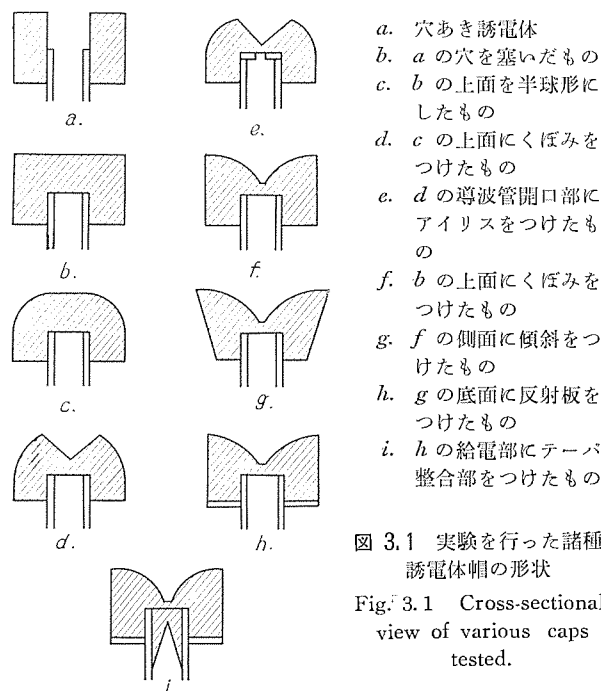 a.
e.
b.
f.
c.
g.
d.
h.
i
a. 穴あき誘電体
b. a の穴を塞いだもの
c. b の上面を半球形に
したもの
d. c の上面にくぼみを
つけたもの
e. d の導波管開口部に
アイリスをつけたも
の
f. b の上面にくぼみを
つけたもの
g. f の側面に傾斜をつ
けたもの
h. g の底面に反射板を
つけたもの
i. h の給電部にテーパ
整合部をつけたもの
図 3.1 実験を行った諸種
誘電体帽の形状
Fig. 3.1 Cross-sectional
view of various caps
tested.